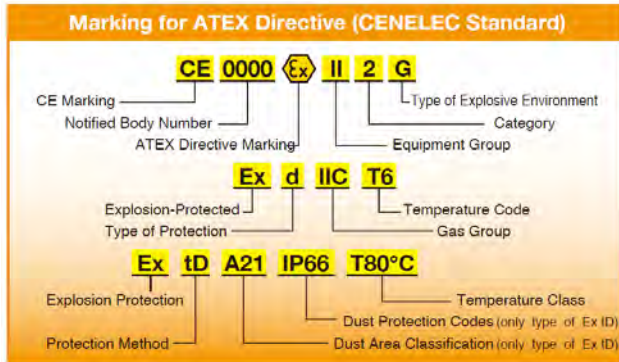 Marking for ATEX Directive (CENELEC Standard)
CE 0000 Ex II 2 G
CE Marking
Type of Explosive Environment
Notified Body Number
Category
ATEX Directive Marking
Equipment Group
Ex d IIC T6
Explosion-Protected
Temperature Code
Type of Protection
Gas Group
Ex tD A21 IP66 T80°C
Explosion Protection
Temperature Class
Dust Protection Codes (only type of Ex ID)
Protection Method
Dust Area Classification (only type of Ex ID)